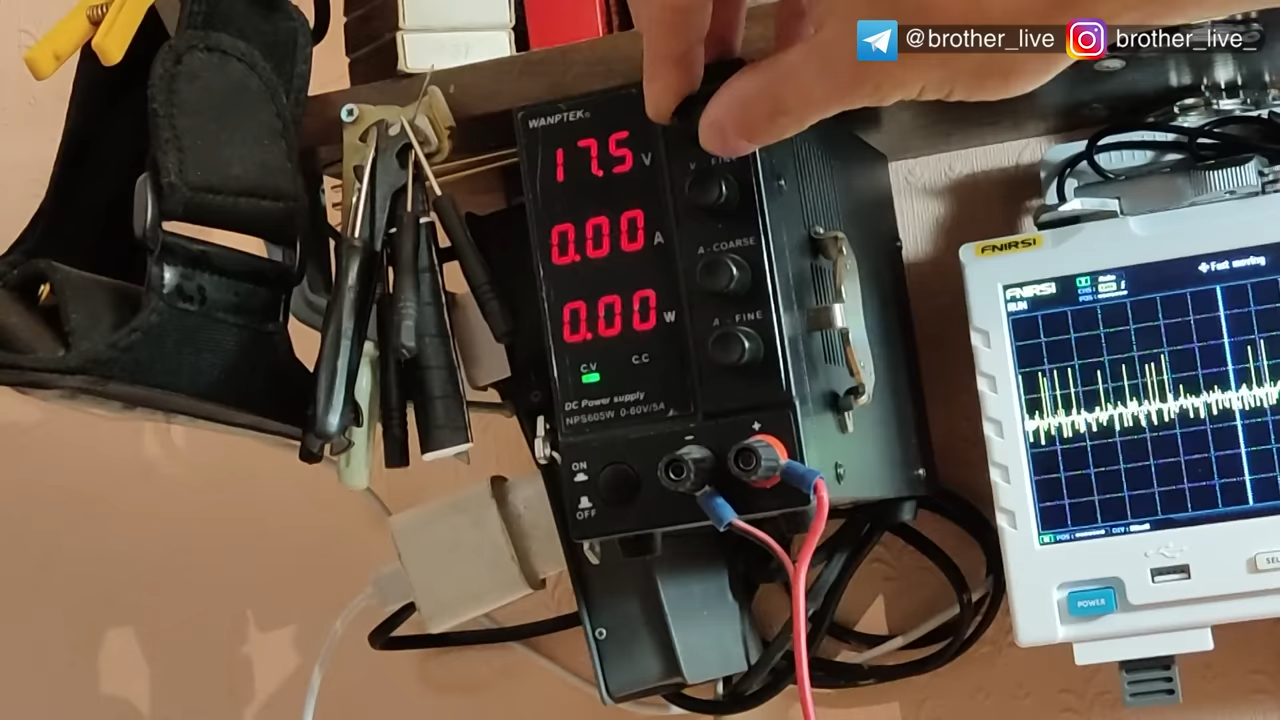 @brother_live
brother_live_
WANPTEK®
17.5 V
0.00 A
0.00 W
C.V
C.C
DC Power supply
NPS605W 0-60V/5A
V
A - COARSE
A - FINE
ON
OFF
-
+
FNIRSI
FNIRSI
RUN
Fast moving
POWER
SEL